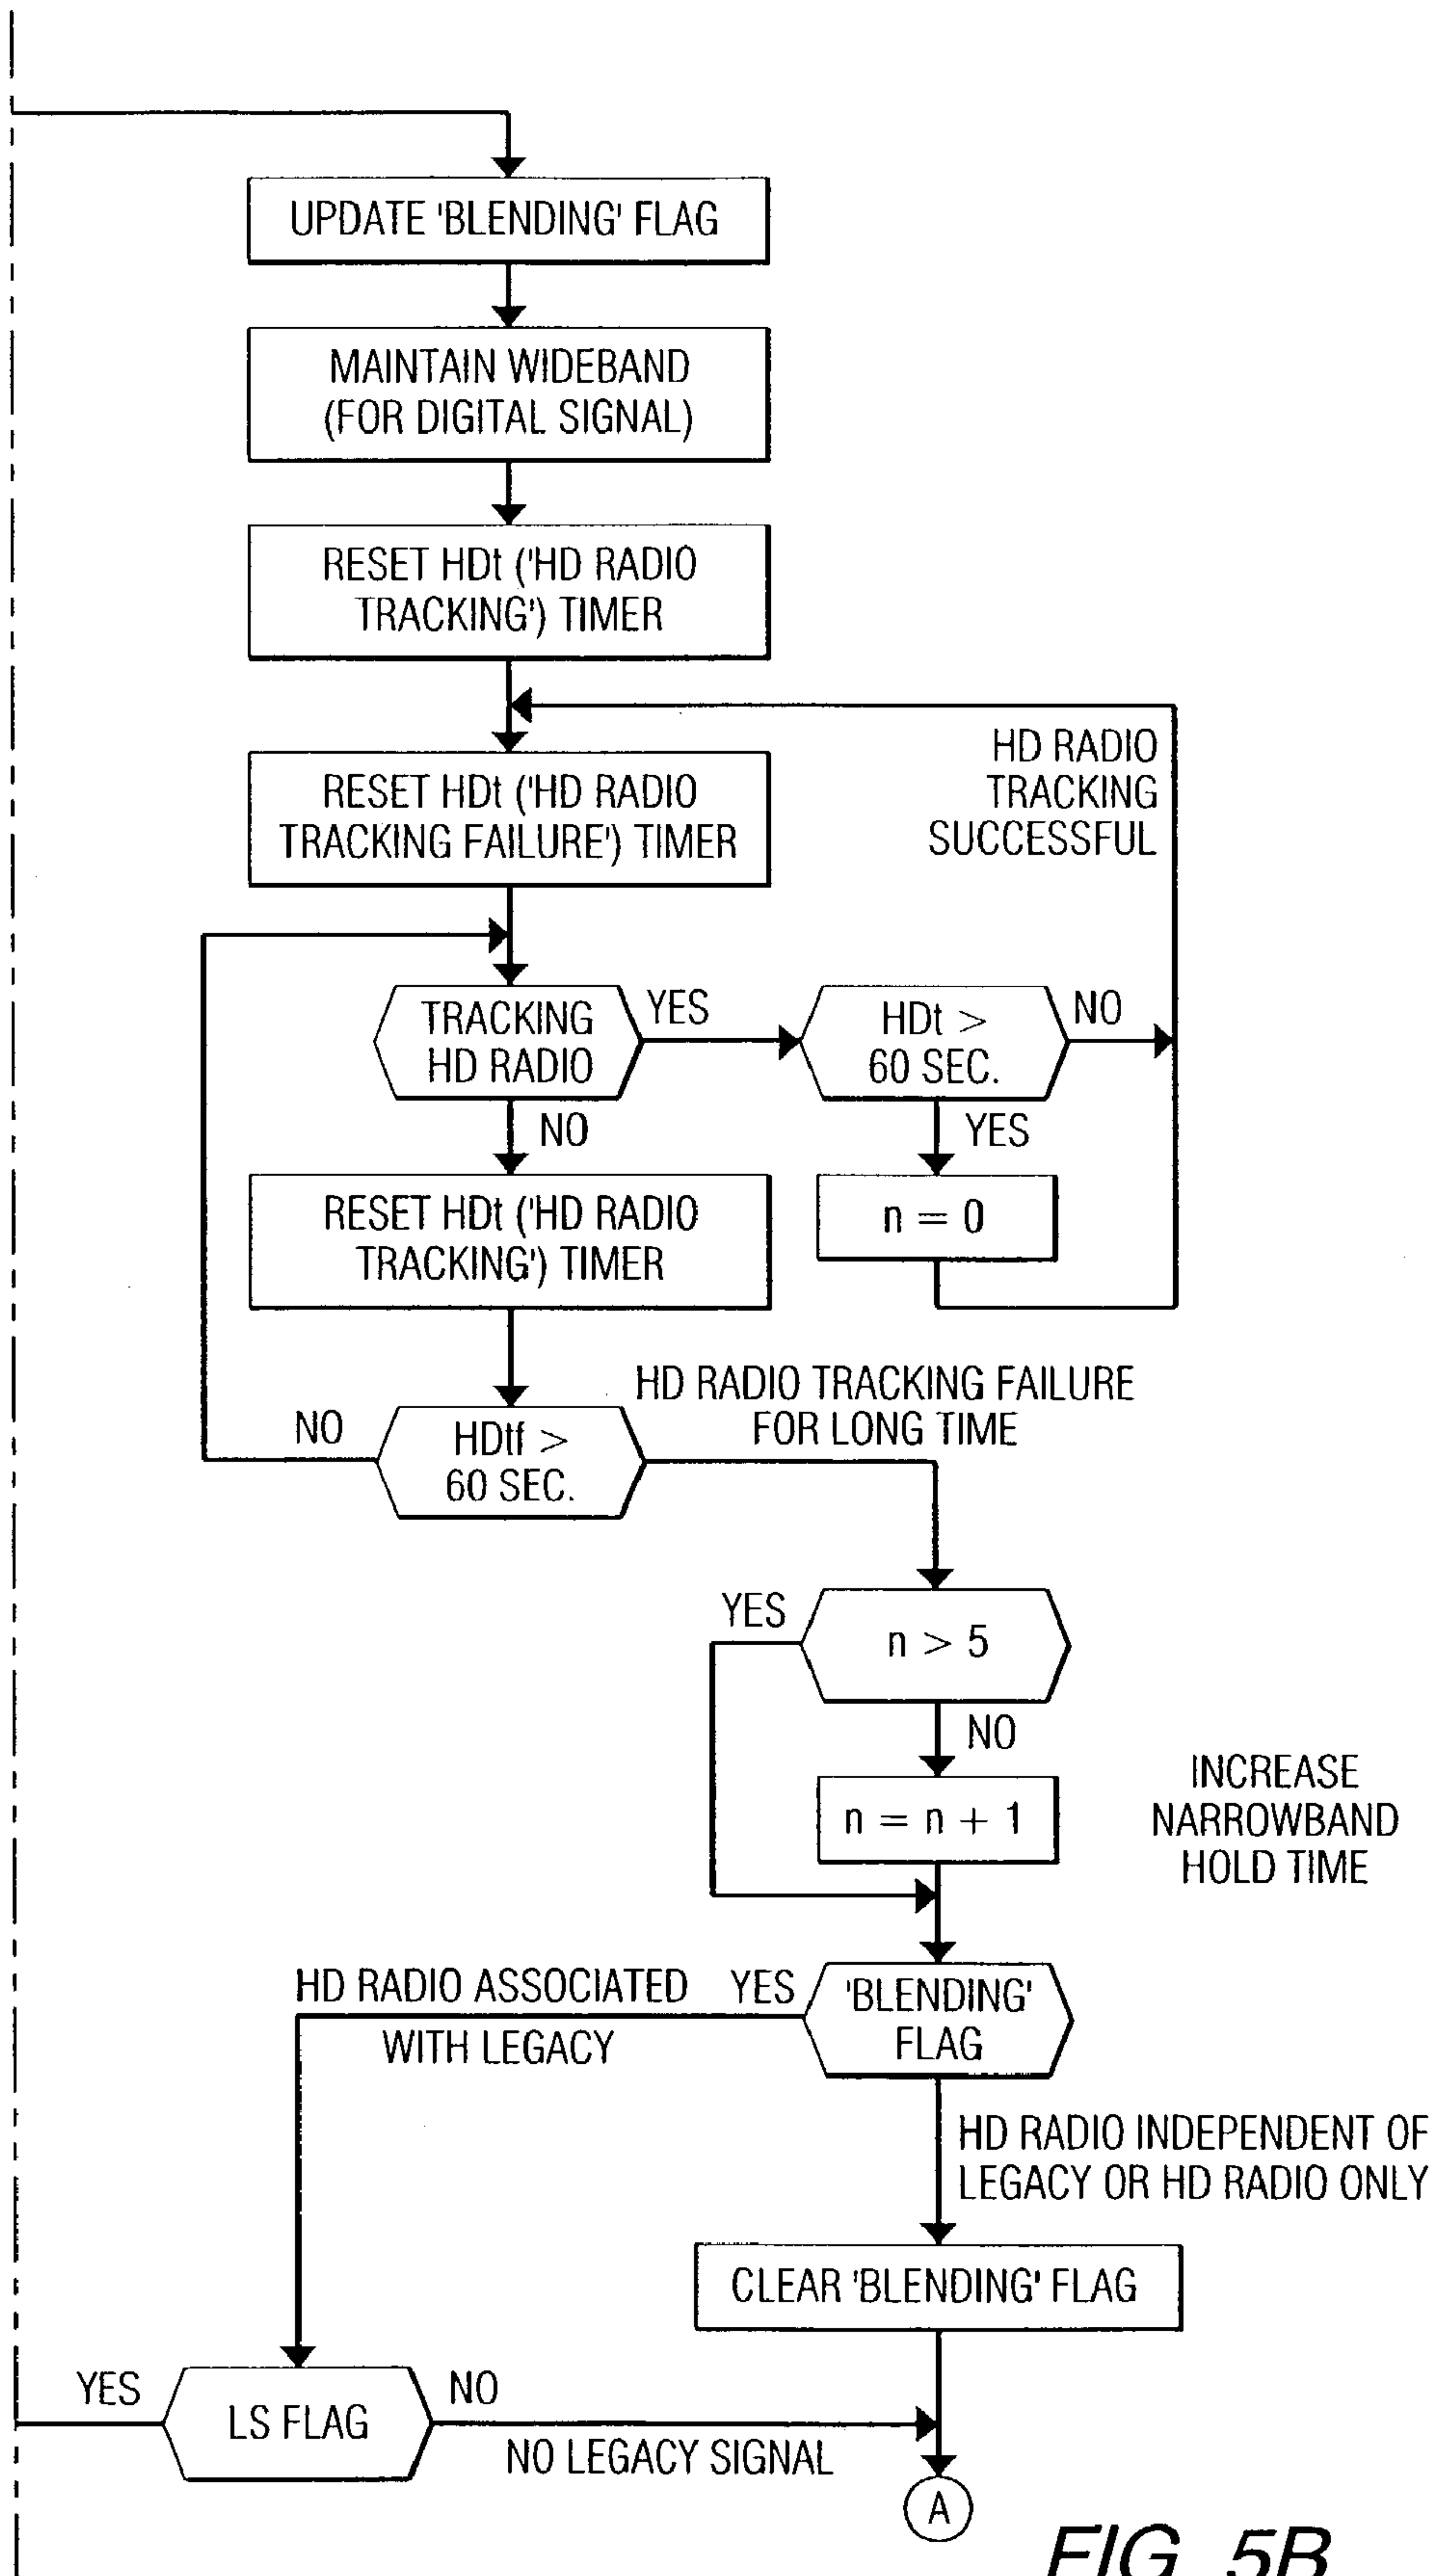 UPDATE 'BLENDING' FLAG
MAINTAIN WIDEBAND
(FOR DIGITAL SIGNAL)
RESET HDt ('HD RADIO
TRACKING') TIMER
HD RADIO
TRACKING
SUCCESSFUL
RESET HDt ('HD RADIO
TRACKING FAILURE') TIMER
TRACKING
HD RADIO
YES
HDt >
60 SEC.
NO
NO
YES
RESET HDt ('HD RADIO
TRACKING') TIMER
n = 0
HD RADIO TRACKING FAILURE
FOR LONG TIME
NO
HDtf >
60 SEC.
YES
n > 5
NO
n = n + 1
INCREASE
NARROWBAND
HOLD TIME
HD RADIO ASSOCIATED
WITH LEGACY
YES
'BLENDING'
FLAG
HD RADIO INDEPENDENT OF
LEGACY OR HD RADIO ONLY
CLEAR 'BLENDING' FLAG
YES
LS FLAG
NO
NO LEGACY SIGNAL
A
FIG. 5B